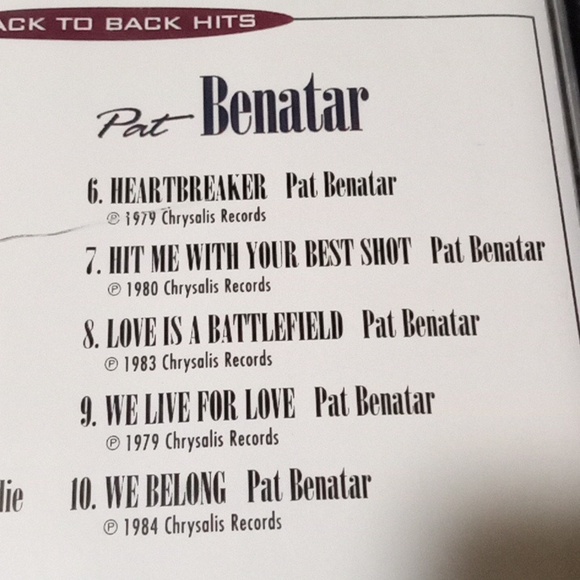 BACK TO BACK HITS
Pat Benatar
6. HEARTBREAKER Pat Benatar
℗ 1979 Chrysalis Records
7. HIT ME WITH YOUR BEST SHOT Pat Benatar
℗ 1980 Chrysalis Records
8. LOVE IS A BATTLEFIELD Pat Benatar
℗ 1983 Chrysalis Records
9. WE LIVE FOR LOVE Pat Benatar
℗ 1979 Chrysalis Records
10. WE BELONG Pat Benatar
℗ 1984 Chrysalis Records